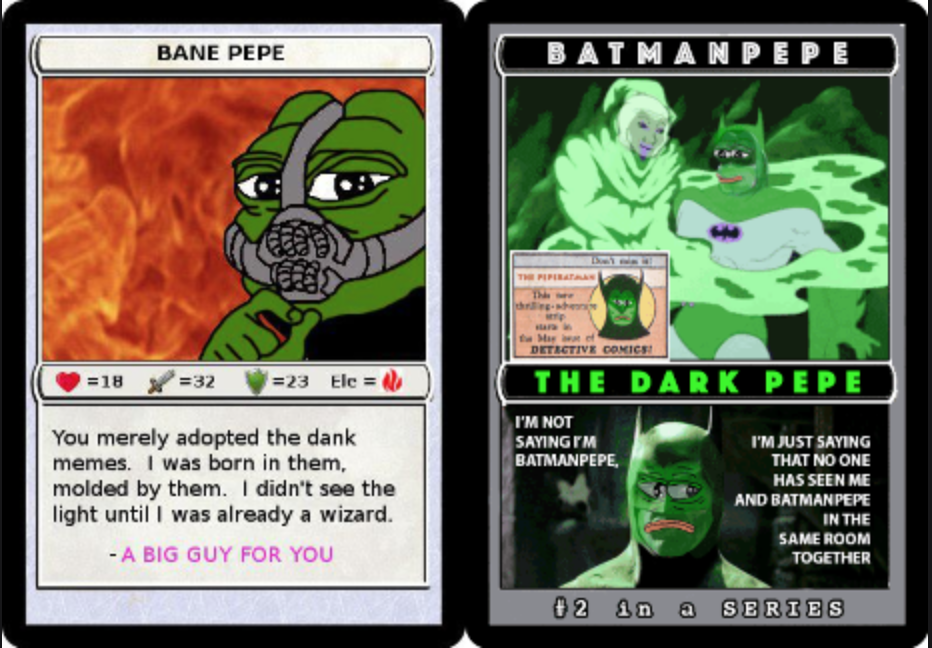 BANE PEPE
=18 =32 =23 Ele =
You merely adopted the dank
memes. I was born in them,
molded by them. I didn't see the
light until I was already a wizard.
- A BIG GUY FOR YOU
BATMANPEPE
Don't miss it!
THE PEPEBATMAN
This new
thrilling-adventure
strip
starts in
the May issue of
DETECTIVE COMICS!
THE DARK PEPE
I'M NOT
SAYING I'M
BATMANPEPE,
I'M JUST SAYING
THAT NO ONE
HAS SEEN ME
AND BATMANPEPE
IN THE
SAME ROOM
TOGETHER
#2 in a SERIES